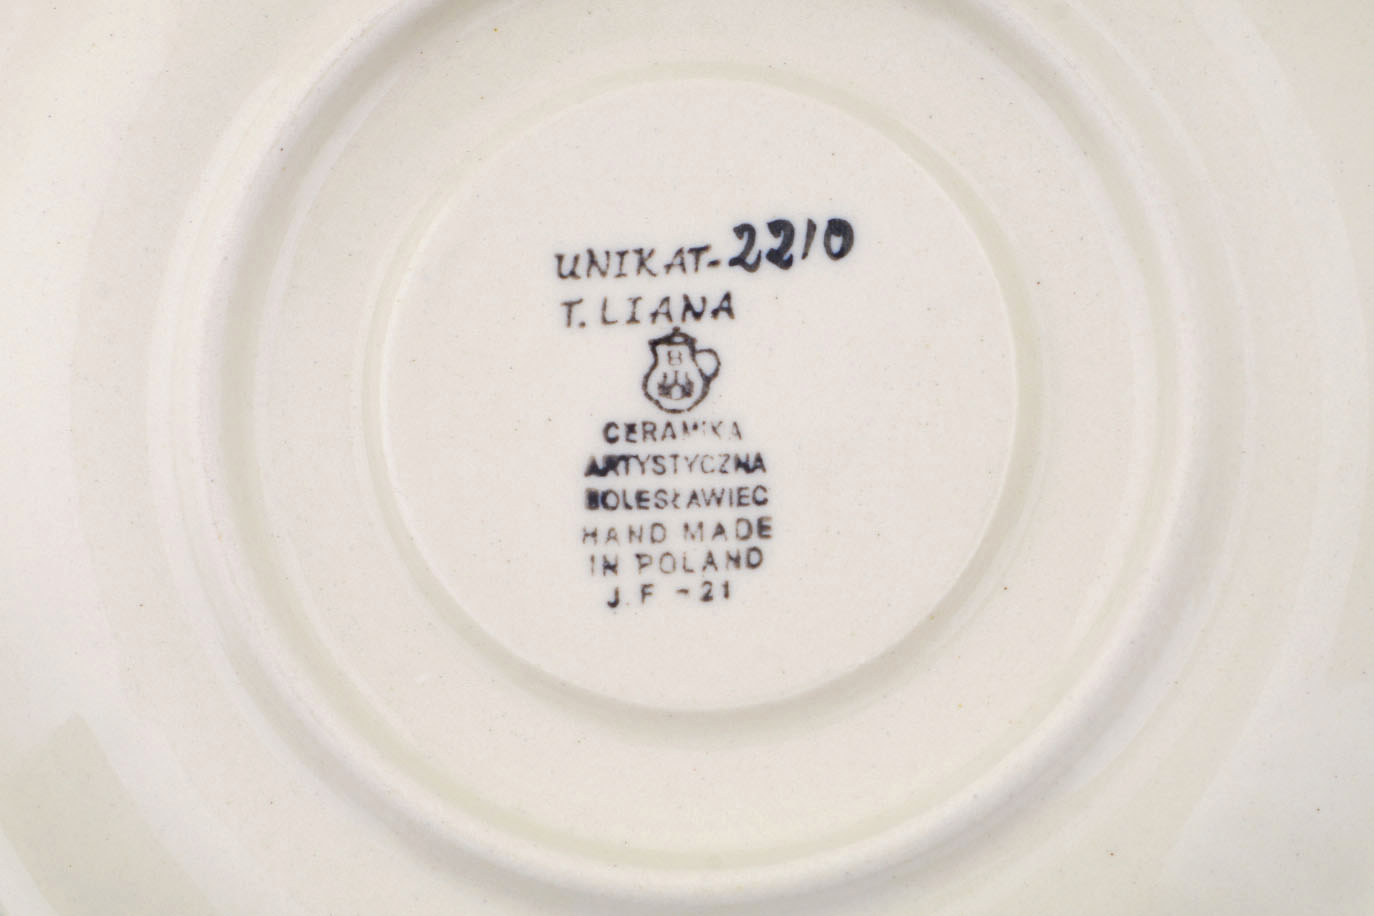 UNIKAT-2210
T. LIANA
B
CERAMIKA
ARTYSTYCZNA
BOLESŁAWIEC
HAND MADE
IN POLAND
J.F -21